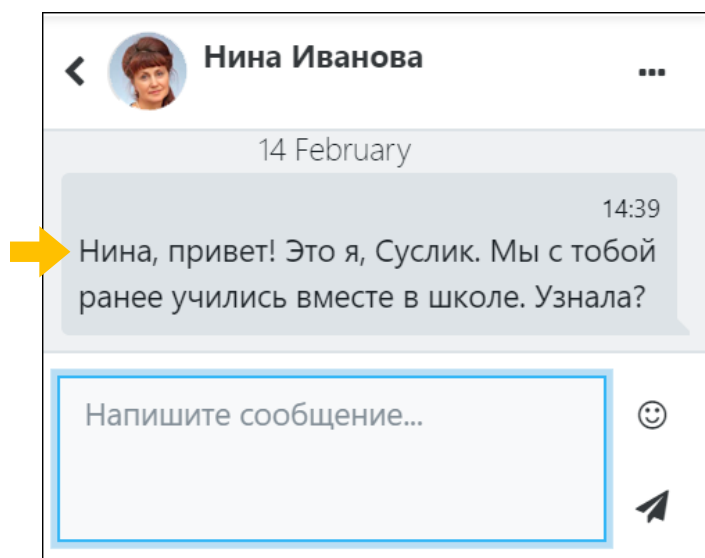 Нина Иванова
14 February
14:39
Нина, привет! Это я, Суслик. Мы с тобой
ранее учились вместе в школе. Узнала?
Напишите сообщение...